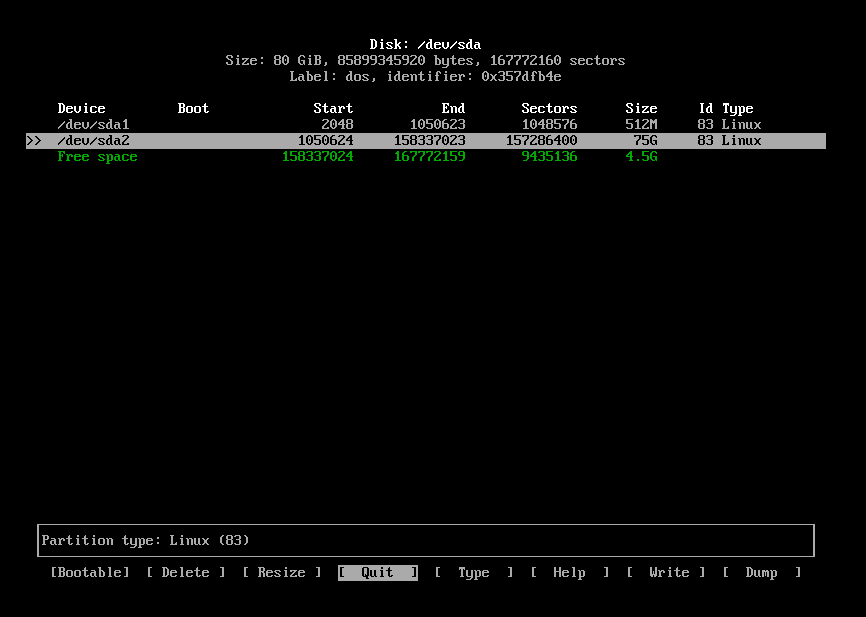 Disk: /dev/sda
Size: 80 GiB, 85899345920 bytes, 167772160 sectors
Label: dos, identifier: 0x357dfb4e
Device Boot Start End Sectors Size Id Type
/dev/sda1 2048 1050623 1048576 512M 83 Linux
>> /dev/sda2 1050624 158337023 157286400 75G 83 Linux
Free space 158337024 167772159 9435136 4.5G
Partition type: Linux (83)
[Bootable] [ Delete ] [ Resize ] [ Quit ] [ Type ] [ Help ] [ Write ] [ Dump ]